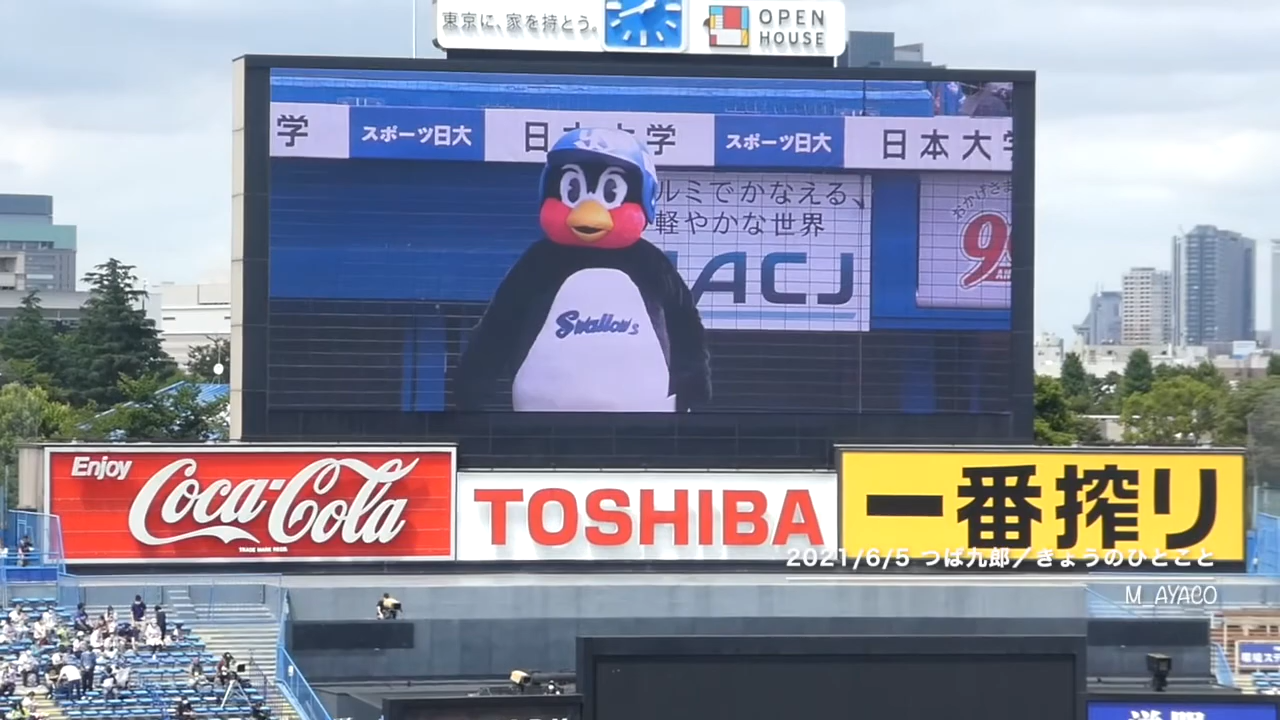 東京に、家を持とう。
OPEN
HOUSE
学 スポーツ日大 日本大学 スポーツ日大 日本大学
ルミでかなえる、
軽やかな世界
ACJ
Swallows
Enjoy
Coca-Cola
TRADE MARK REGD.
TOSHIBA
一番搾り
2021/6/5 つば九郎／きょうのひとこと
M_AYACO